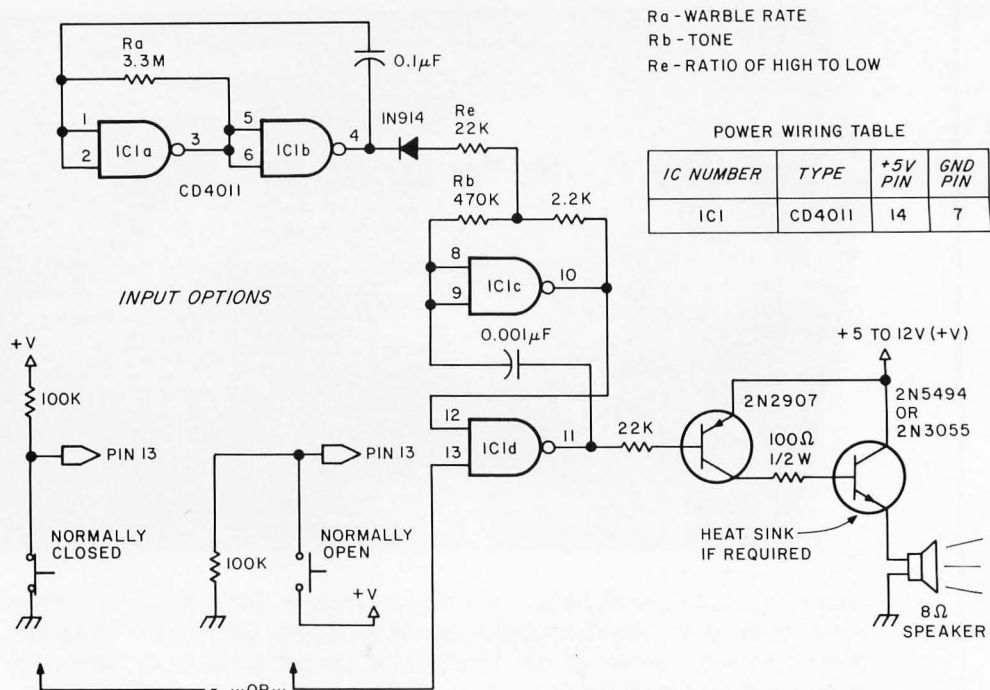 Ra - WARBLE RATE
Rb - TONE
Re - RATIO OF HIGH TO LOW
Ra
3.3M
0.1µF
1
2
IC1a
3
5
6
IC1b
4
CD4011
1N914
Re
22K
POWER WIRING TABLE
IC NUMBER TYPE +5V PIN GND PIN
IC1 CD4011 14 7
Rb
470K
2.2K
8
9
IC1c
10
0.001µF
INPUT OPTIONS
+V
100K
PIN 13
NORMALLY
CLOSED
PIN 13
100K
NORMALLY
OPEN
+V
12
13
IC1d
11
22K
2N2907
100Ω
1/2 W
+5 TO 12V (+V)
2N5494
OR
2N3055
HEAT SINK
IF REQUIRED
8Ω
SPEAKER
- ...OR...